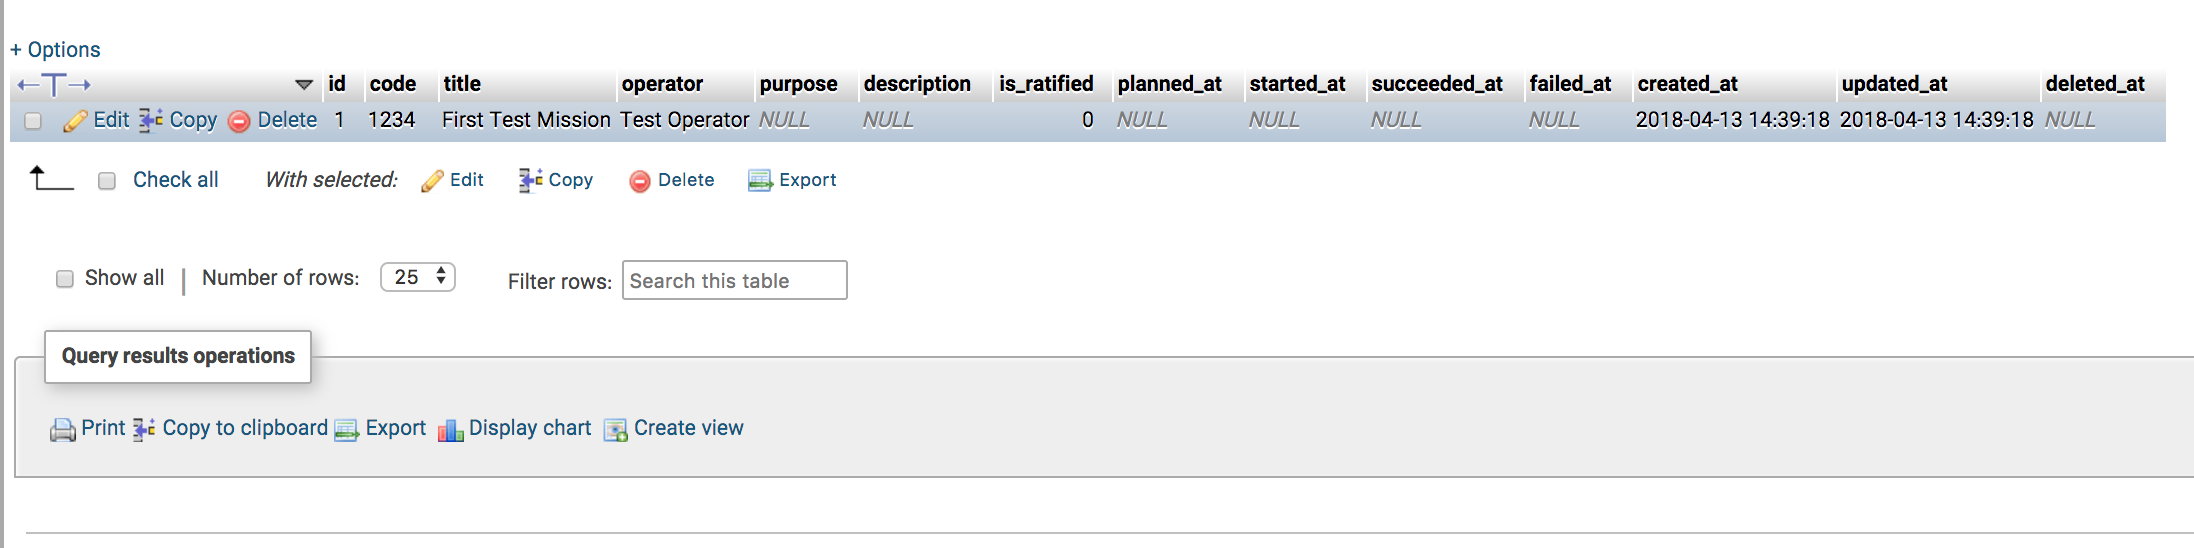 + Options
←T→ id code title operator purpose description is_ratified planned_at started_at succeeded_at failed_at created_at updated_at deleted_at
Edit Copy Delete 1 1234 First Test Mission Test Operator NULL NULL 0 NULL NULL NULL NULL 2018-04-13 14:39:18 2018-04-13 14:39:18 NULL
Check all With selected: Edit Copy Delete Export
Show all | Number of rows: 25 Filter rows: Search this table
Query results operations
Print Copy to clipboard Export Display chart Create view